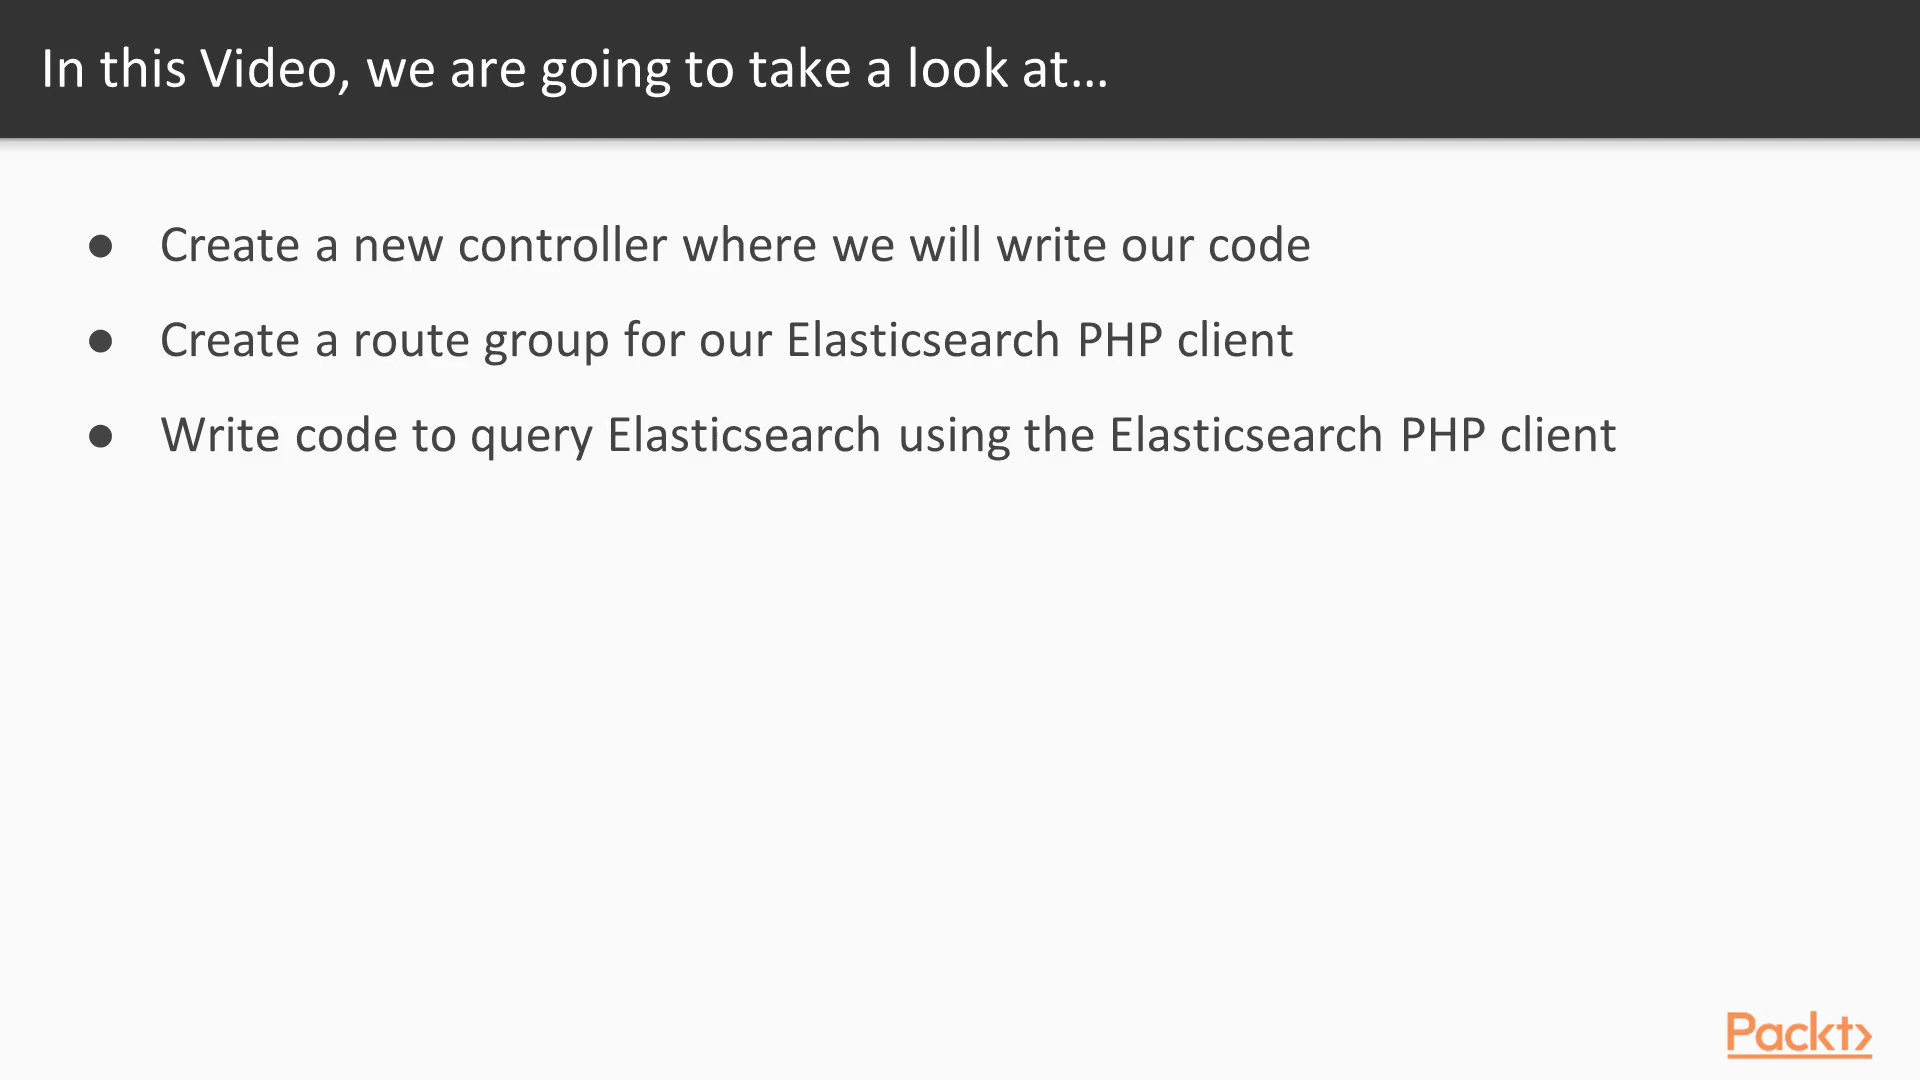 In this Video, we are going to take a look at...
● Create a new controller where we will write our code
● Create a route group for our Elasticsearch PHP client
● Write code to query Elasticsearch using the Elasticsearch PHP client
Packt>